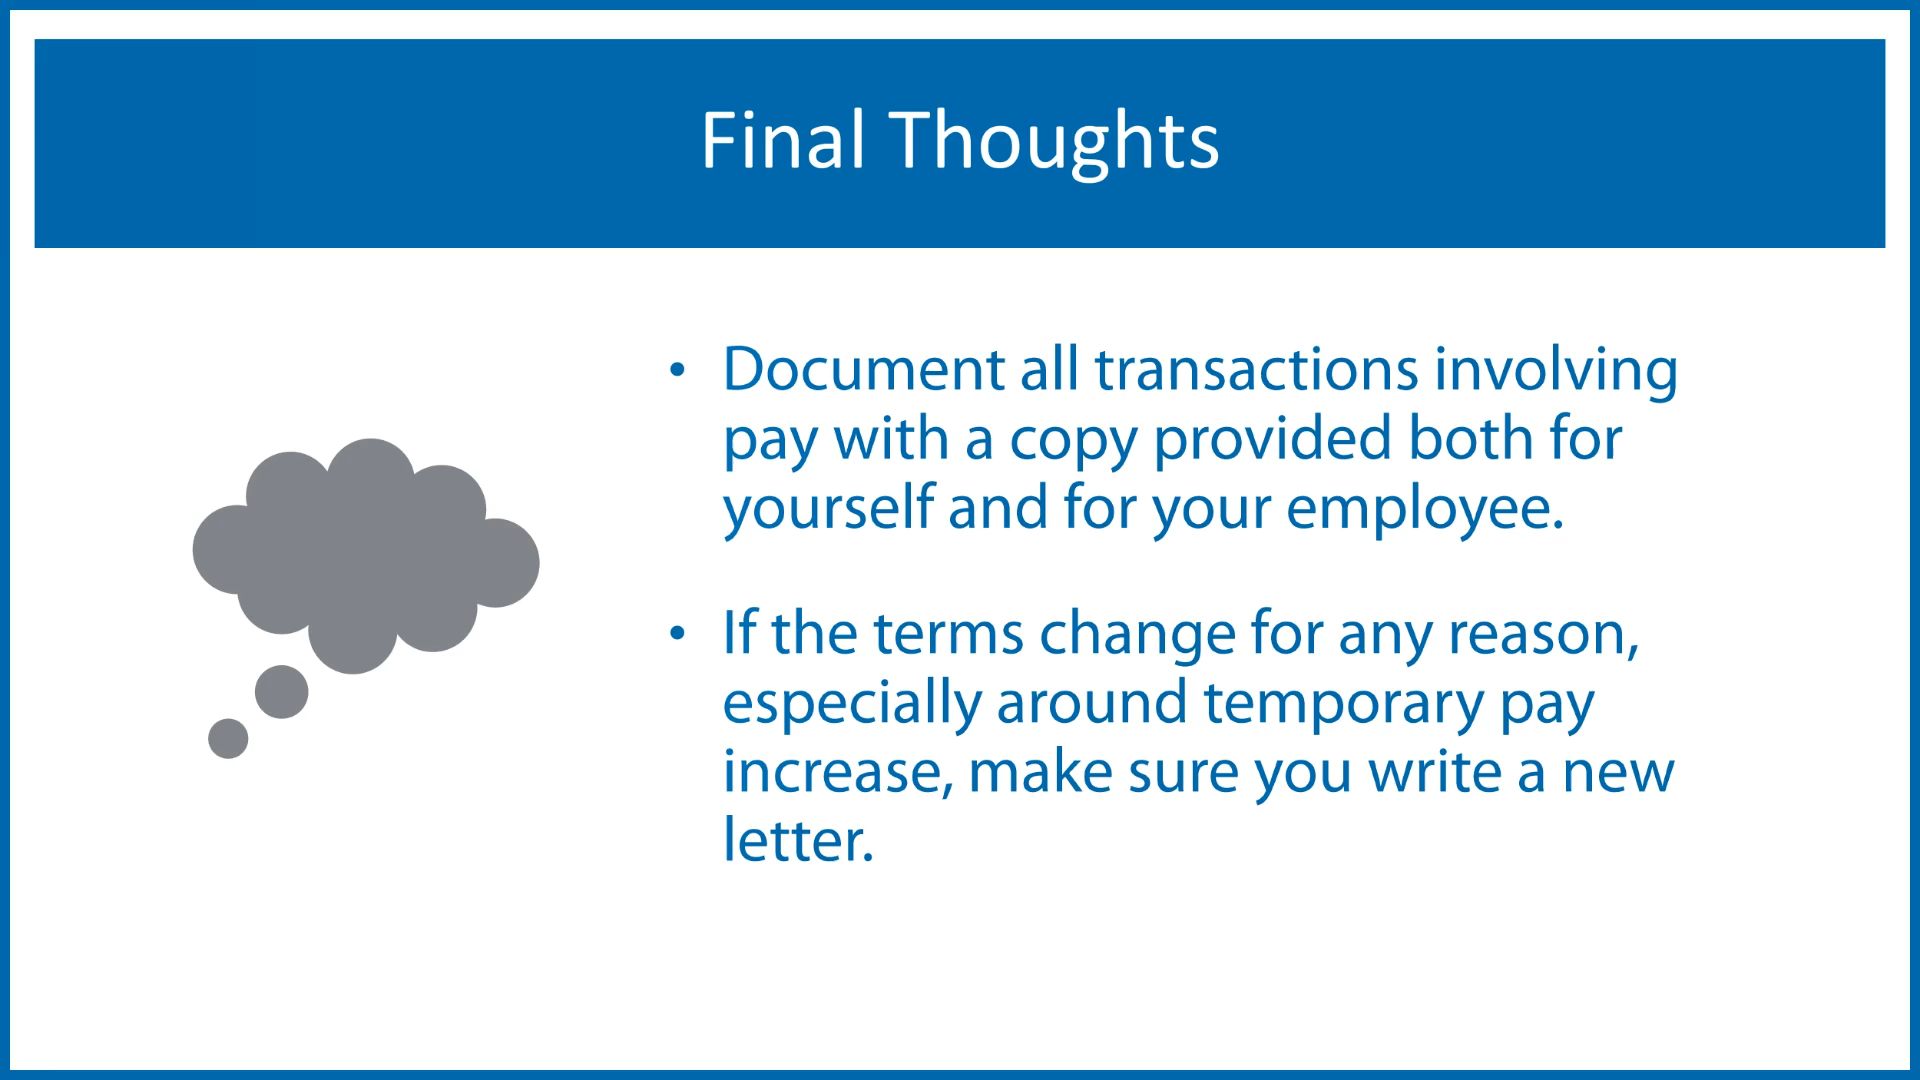 Final Thoughts
• Document all transactions involving
pay with a copy provided both for
yourself and for your employee.
• If the terms change for any reason,
especially around temporary pay
increase, make sure you write a new
letter.